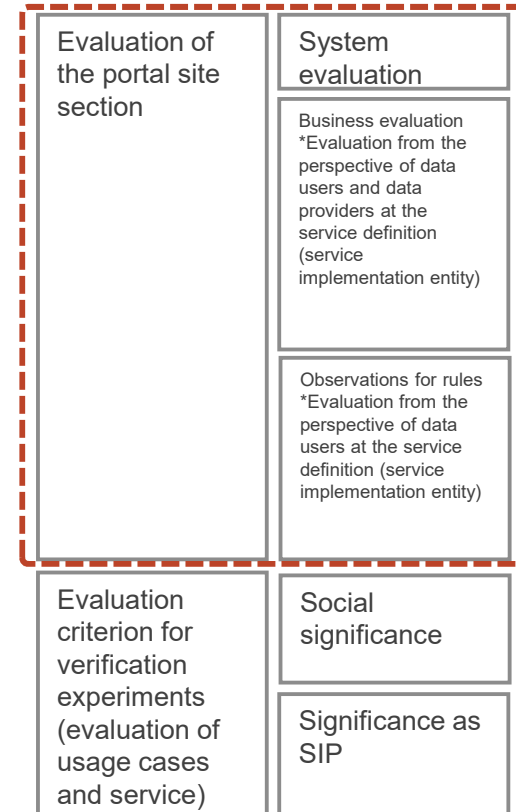 Evaluation of
the portal site
section
System
evaluation
Business evaluation
*Evaluation from the
perspective of data
users and data
providers at the
service definition
(service
implementation entity)
Observations for rules
*Evaluation from the
perspective of data
users at the service
definition (service
implementation entity)
Evaluation
criterion for
verification
experiments
(evaluation of
usage cases
and service)
Social
significance
Significance as
SIP